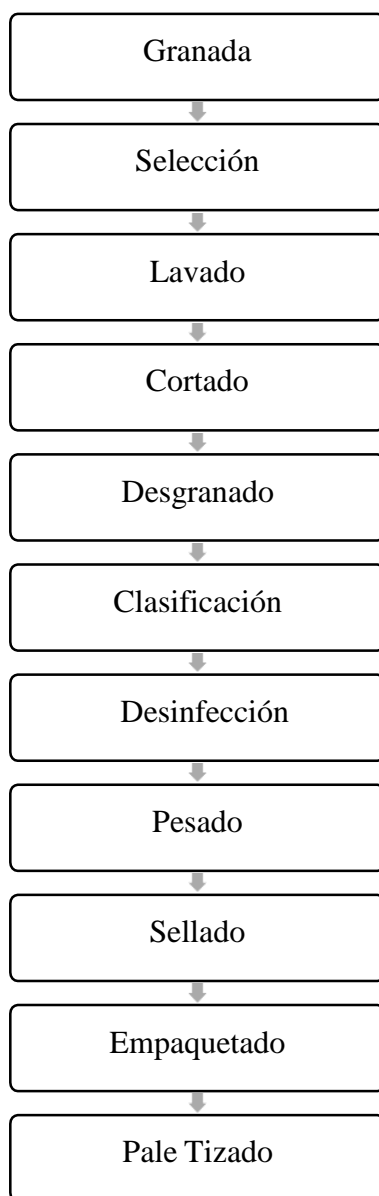 Granada
Selección
Lavado
Cortado
Desgranado
Clasificación
Desinfección
Pesado
Sellado
Empaquetado
Pale Tizado